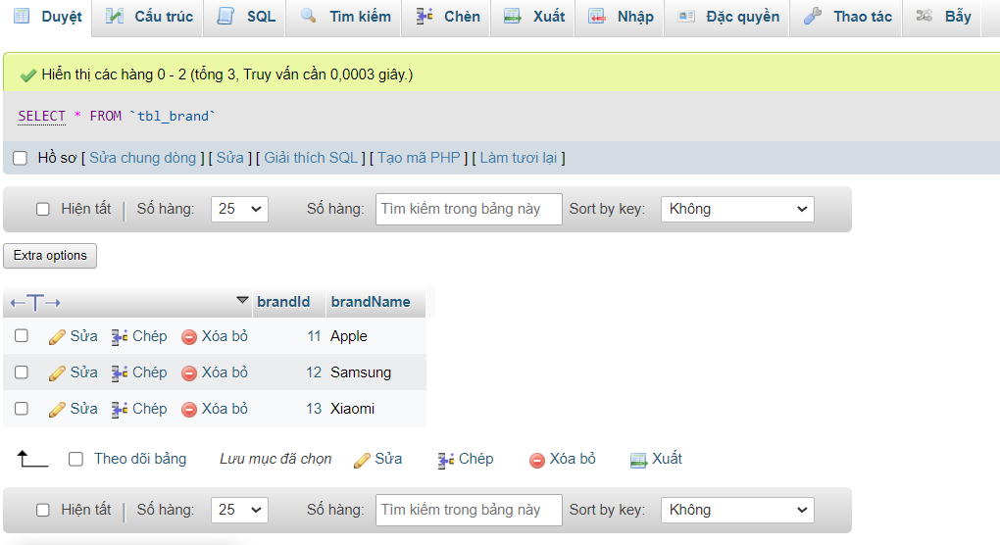 Duyệt Cấu trúc SQL Tìm kiếm Chèn Xuất Nhập Đặc quyền Thao tác Bẫy
Hiển thị các hàng 0 - 2 (tổng 3, Truy vấn cần 0,0003 giây.)
SELECT * FROM `tbl_brand`
Hồ sơ [ Sửa chung dòng ] [ Sửa ] [ Giải thích SQL ] [ Tạo mã PHP ] [ Làm tươi lại ]
Hiện tất | Số hàng: 25 Số hàng: Tìm kiếm trong bảng này Sort by key: Không
Extra options
←T→ brandId brandName
Sửa Chép Xóa bỏ 11 Apple
Sửa Chép Xóa bỏ 12 Samsung
Sửa Chép Xóa bỏ 13 Xiaomi
Theo dõi bảng Lưu mục đã chọn Sửa Chép Xóa bỏ Xuất
Hiện tất | Số hàng: 25 Số hàng: Tìm kiếm trong bảng này Sort by key: Không